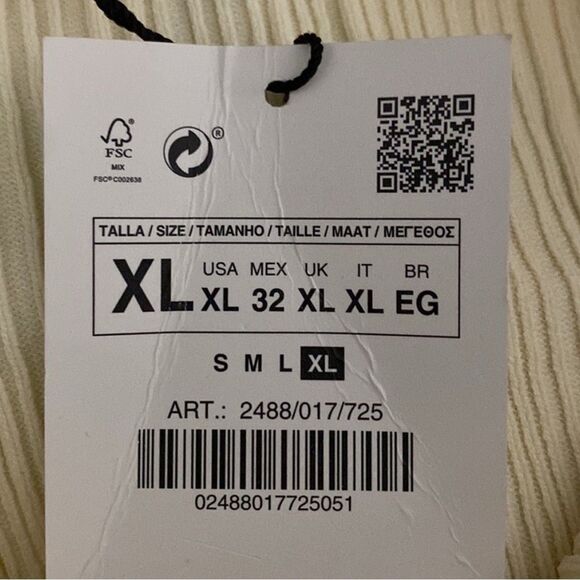 FSC
MIX
FSC® C002638
®
TALLA / SIZE / TAMANHO / TAILLE / MAAT / ΜΕΓΕΘΟΣ
XL
USA MEX UK IT BR
XL 32 XL XL EG
S M L XL
ART.: 2488/017/725
02488017725051